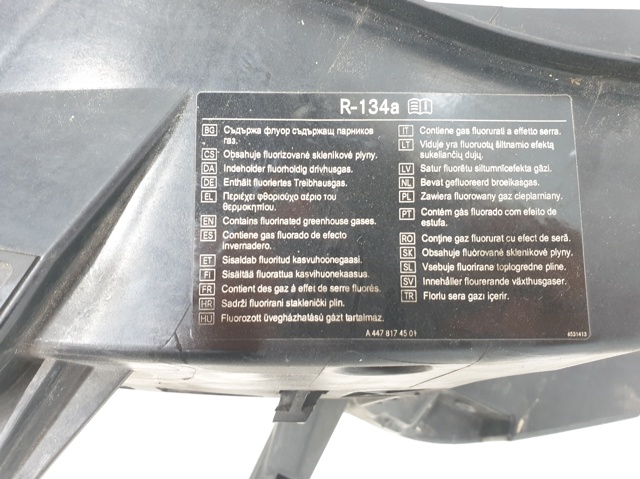 R-134a
BG Съдържа флуор съдържащ парников
газ.
CS Obsahuje fluorizované sklenikové plyny.
DA Indeholder fluorholdig drivhusgas.
DE Enthält fluoriertes Treibhausgas.
EL Περιέχει φθοριούχο αέριο του
θερμοκηπίου.
EN Contains fluorinated greenhouse gases.
ES Contiene gas fluorado de efecto
invernadero.
ET Sisaldab fluoritud kasvuhoonegaasi.
FI Sisältää fluorattua kasvihuonekaasua.
FR Contient des gaz à effet de serre fluorés.
HR Sadrži fluorirani staklenički plin.
HU Fluorozott üvegházhatású gázt tartalmaz.
IT Contiene gas fluorurati a effetto serra.
LT Viduje yra fluoruotų šiltnamio efektą
sukeliančių dujų.
LV Satur fluorētu siltumnīcefekta gāzi.
NL Bevat gefluoreerd broeikasgas.
PL Zawiera fluorowany gaz cieplarniany.
PT Contém gás fluorado com efeito de
estufa.
RO Conţine gaz fluorurat cu efect de seră.
SK Obsahuje fluórované sklenikové plyny.
SL Vsebuje fluorirane toplogredne pline.
SV Innehåller flourerande växthusgaser.
TR Florlu sera gazı içerir.
A 447 817 45 01
6531413